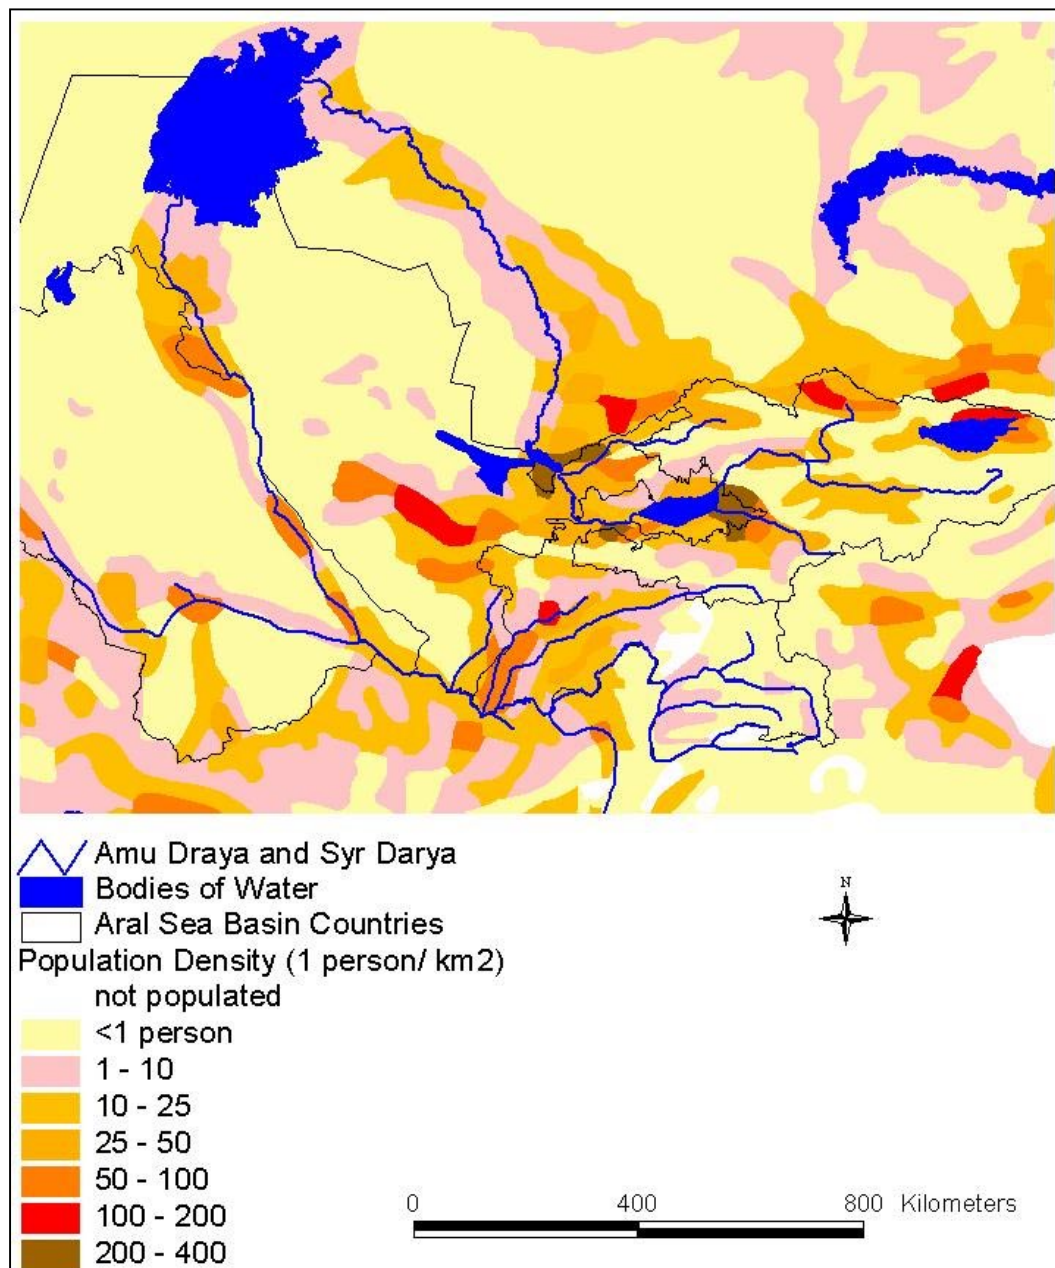 Amu Draya and Syr Darya
Bodies of Water
Aral Sea Basin Countries
Population Density (1 person/ km2)
not populated
<1 person
1 - 10
10 - 25
25 - 50
50 - 100
100 - 200
200 - 400
N
0 400 800 Kilometers